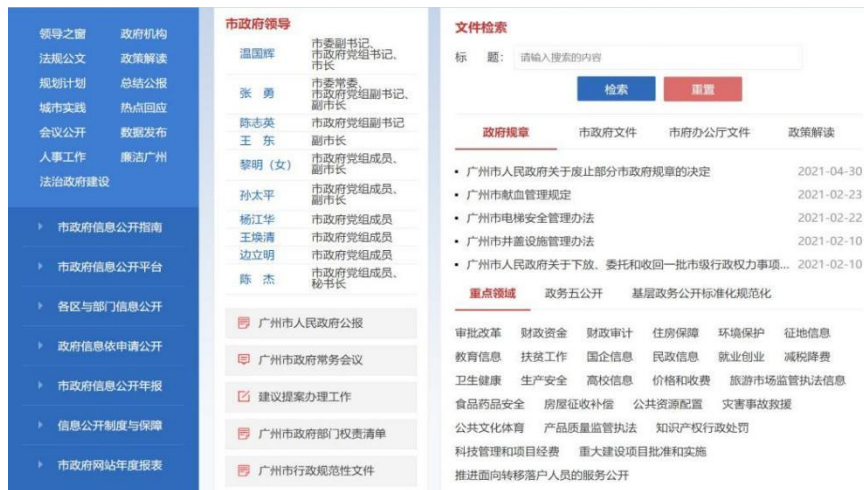 领导之窗 政府机构
法规公文 政策解读
规划计划 总结公报
城市实践 热点回应
会议公开 数据发布
人事工作 廉洁广州
法治政府建设
市政府信息公开指南
市政府信息公开平台
各区与部门信息公开
政府信息依申请公开
市政府信息公开年报
信息公开制度与保障
市政府网站年度报表
市政府领导
温国辉 市委副书记、
市政府党组书记、
市长
张 勇 市委常委、
市政府党组副书记、
副市长
陈志英 市政府党组副书记
王 东 副市长
黎明（女） 市政府党组成员、
副市长
孙太平 市政府党组成员、
副市长
杨江华 市政府党组成员
王焕清 市政府党组成员
边立明 市政府党组成员
陈 杰 市政府党组成员、
秘书长
广州市人民政府公报
广州市政府常务会议
建议提案办理工作
广州市政府部门权责清单
广州市行政规范性文件
文件检索
标 题： 请输入搜索的内容
检索 重置
政府规章 市政府文件 市府办公厅文件 政策解读
广州市人民政府关于废止部分市政府规章的决定 2021-04-30
广州市献血管理规定 2021-02-23
广州市电梯安全管理办法 2021-02-22
广州市井盖设施管理办法 2021-02-10
广州市人民政府关于下放、委托和收回一批市级行政权力事项... 2021-02-10
重点领域 政务五公开 基层政务公开标准化规范化
审批改革 财政资金 财政审计 住房保障 环境保护 征地信息
教育信息 扶贫工作 国企信息 民政信息 就业创业 减税降费
卫生健康 生产安全 高校信息 价格和收费 旅游市场监管执法信息
食品药品安全 房屋征收补偿 公共资源配置 灾害事故救援
公共文化体育 产品质量监管执法 知识产权行政处罚
科技管理和项目经费 重大建设项目批准和实施
推进面向转移落户人员的服务公开